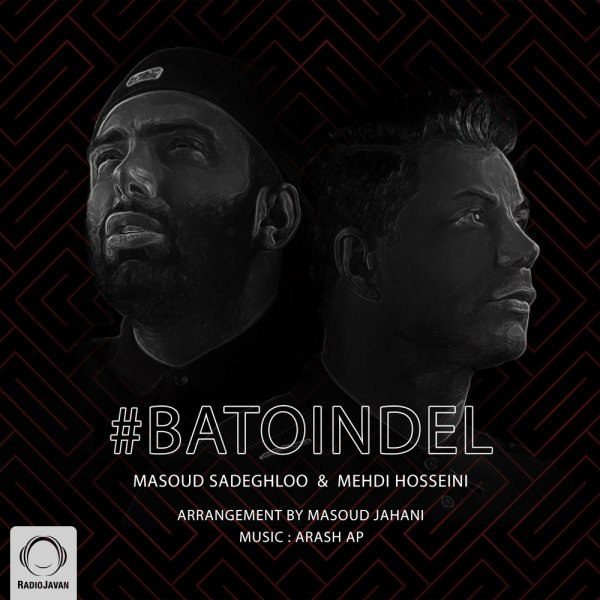 #BATOINDEL
MASOUD SADEGHLOO & MEHDI HOSSEINI
ARRANGEMENT BY MASOUD JAHANI
MUSIC : ARASH AP
RADIOJAVAN